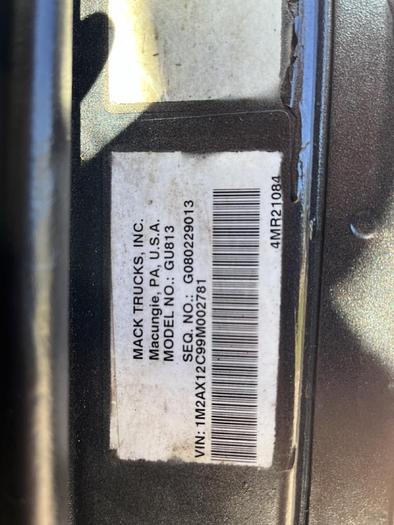 MACK TRUCKS, INC.
Macungie, PA, U.S.A.
MODEL NO.: GU813
SEQ. NO.: G080229013
VIN: 1M2AX12C99M002781
4MR21084